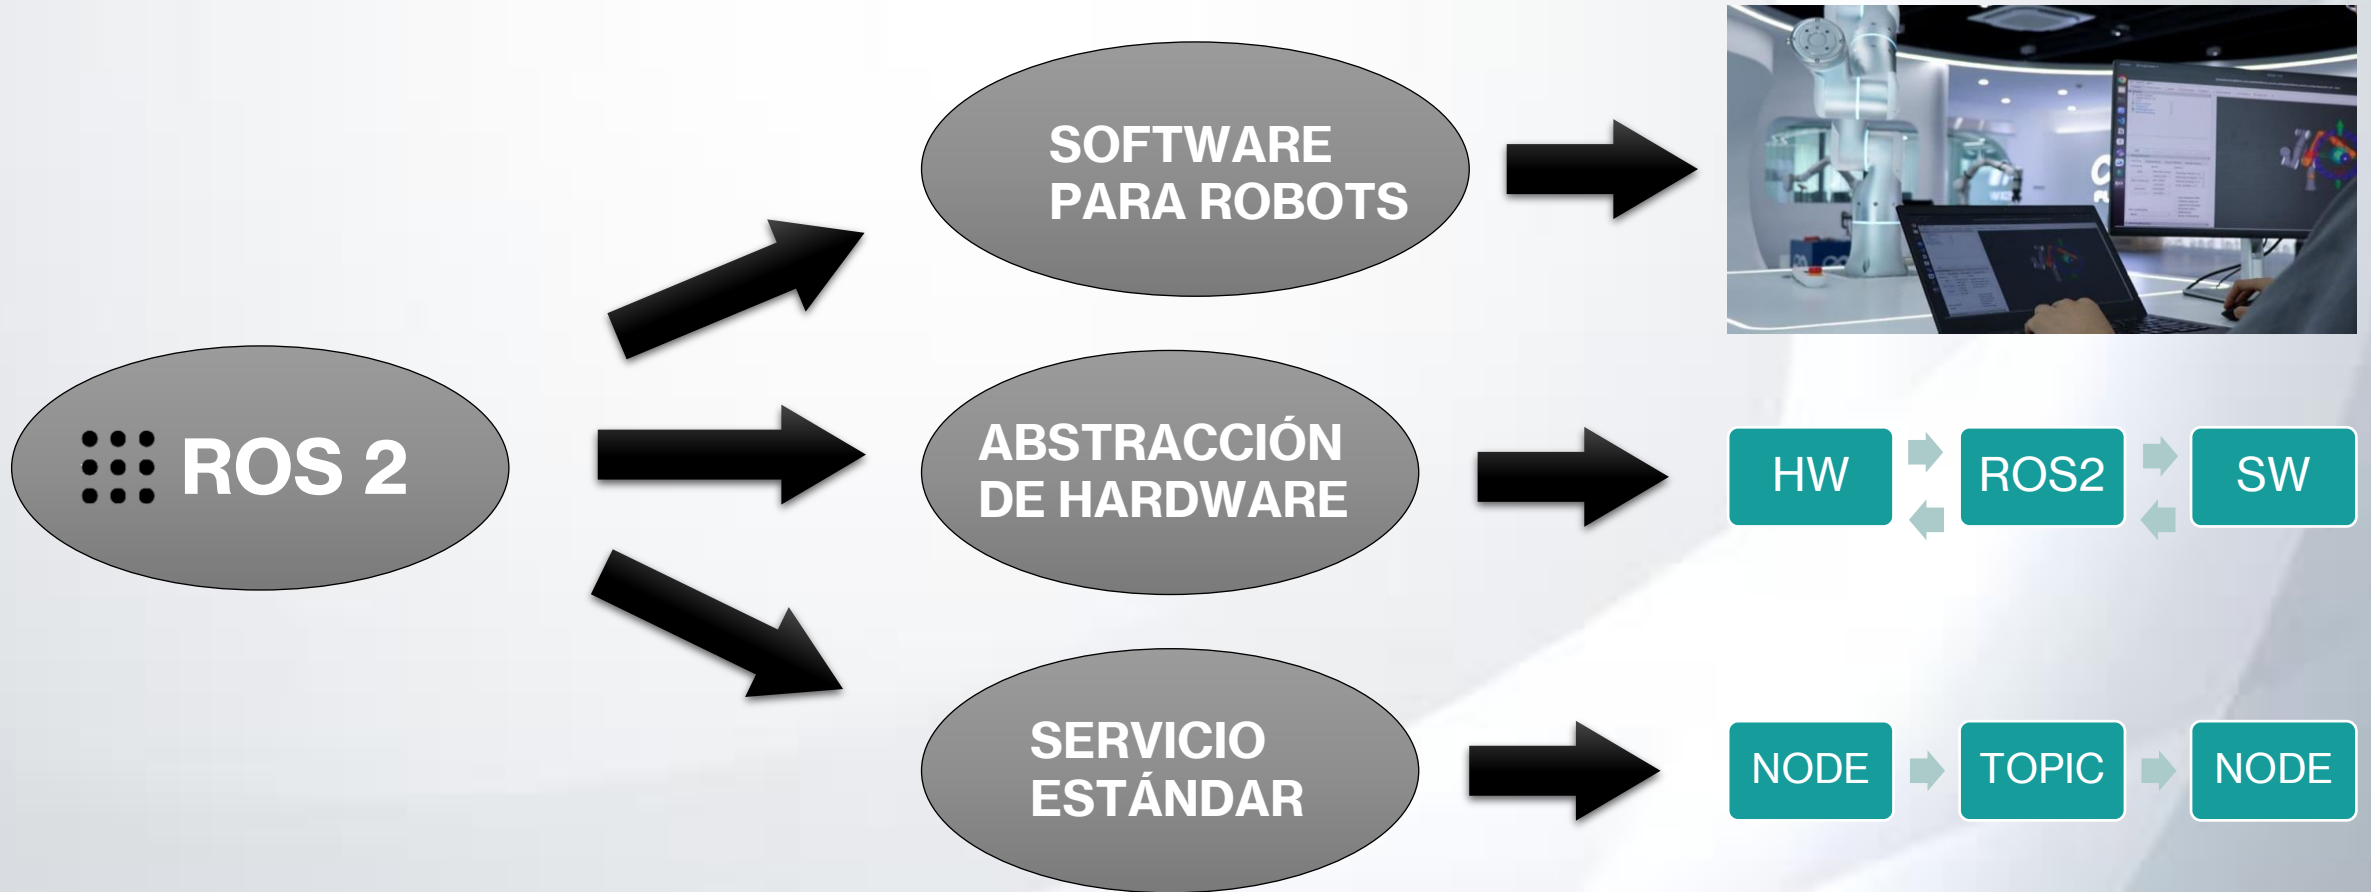 SOFTWARE
PARA ROBOTS
ROS 2
ABSTRACCIÓN
DE HARDWARE
HW
ROS2
SW
SERVICIO
ESTÁNDAR
NODE
TOPIC
NODE